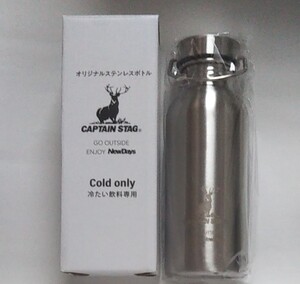 オリジナルステンレスボトル
CAPTAIN STAG®
GO OUTSIDE
ENJOY NewDays
Cold only
冷たい飲料専用